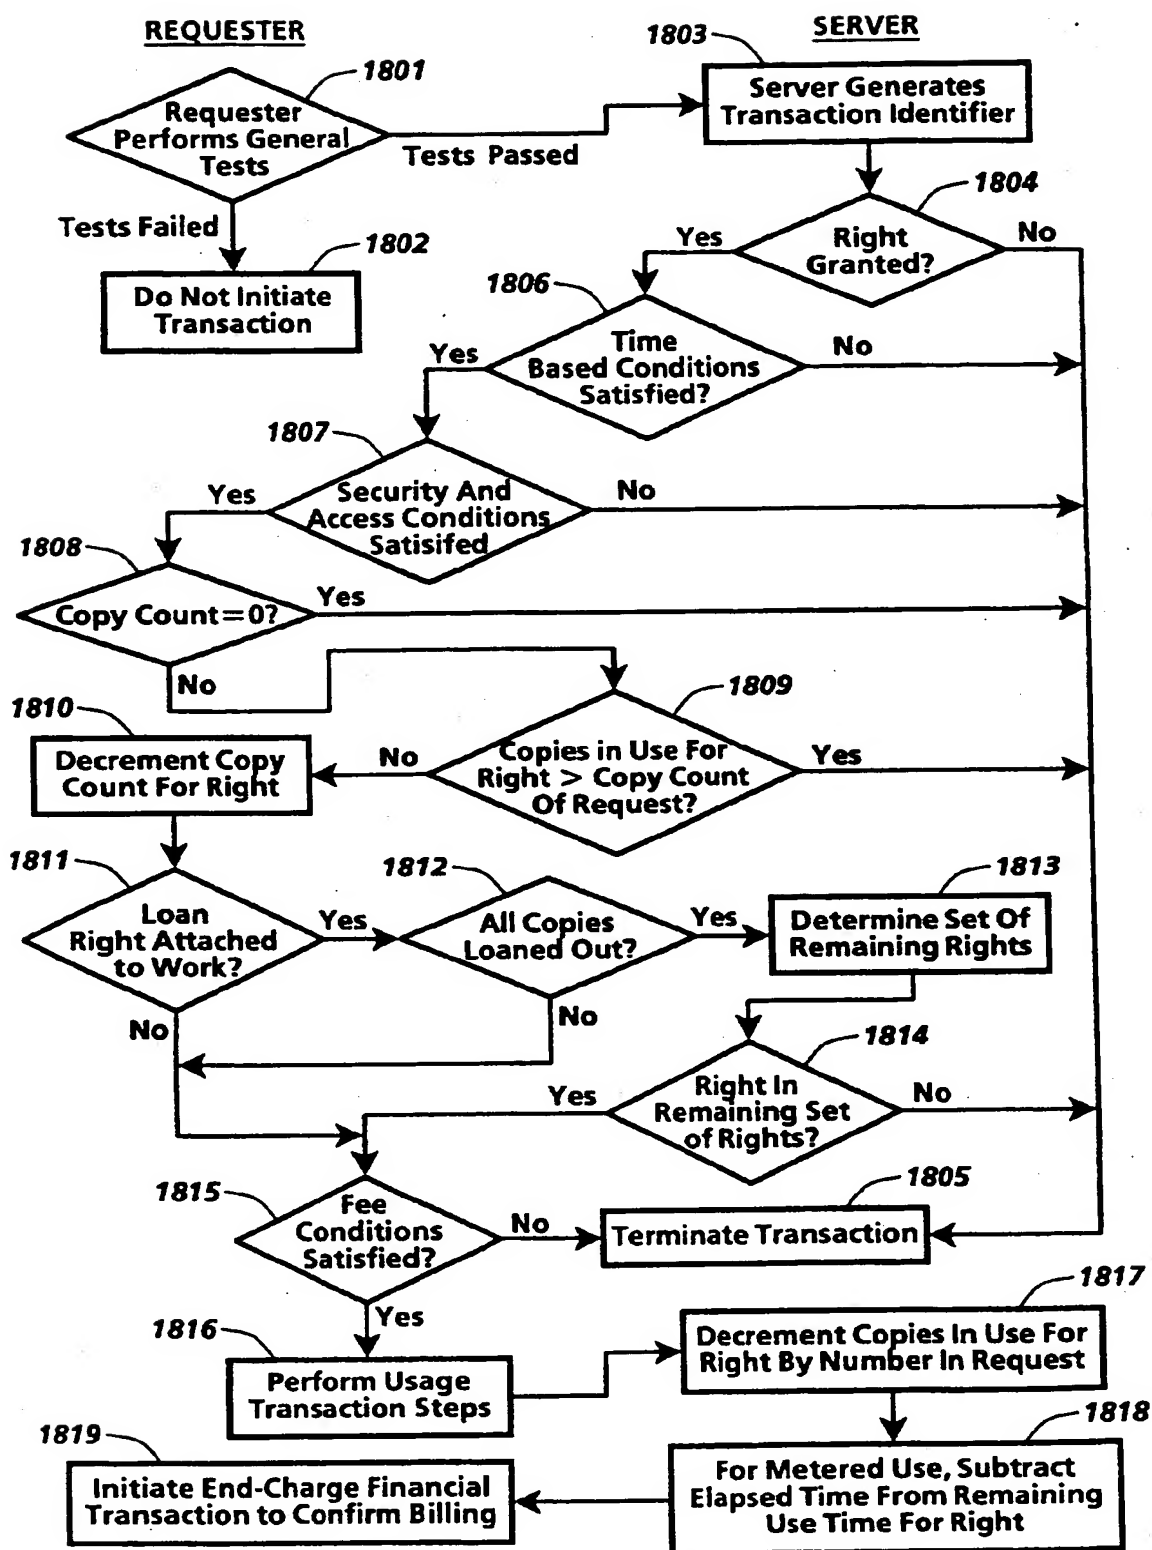 REQUESTER
SERVER
1801
1803
Requester
Performs General
Tests
Tests Passed
Server Generates
Transaction Identifier
Tests Failed
1802
Do Not Initiate
Transaction
1804
Right
Granted?
Yes
No
1806
Time
Based Conditions
Satisfied?
Yes
No
1807
Security And
Access Conditions
Satisifed
Yes
No
1808
Copy Count=0?
Yes
No
1809
Copies in Use For
Right > Copy Count
Of Request?
No
Yes
1810
Decrement Copy
Count For Right
1811
Loan
Right Attached
to Work?
Yes
No
1812
All Copies
Loaned Out?
Yes
No
1813
Determine Set Of
Remaining Rights
1814
Right In
Remaining Set
of Rights?
Yes
No
1815
Fee
Conditions
Satisfied?
No
Yes
1805
Terminate Transaction
1816
Perform Usage
Transaction Steps
1817
Decrement Copies In Use For
Right By Number In Request
1818
For Metered Use, Subtract
Elapsed Time From Remaining
Use Time For Right
1819
Initiate End-Charge Financial
Transaction to Confirm Billing